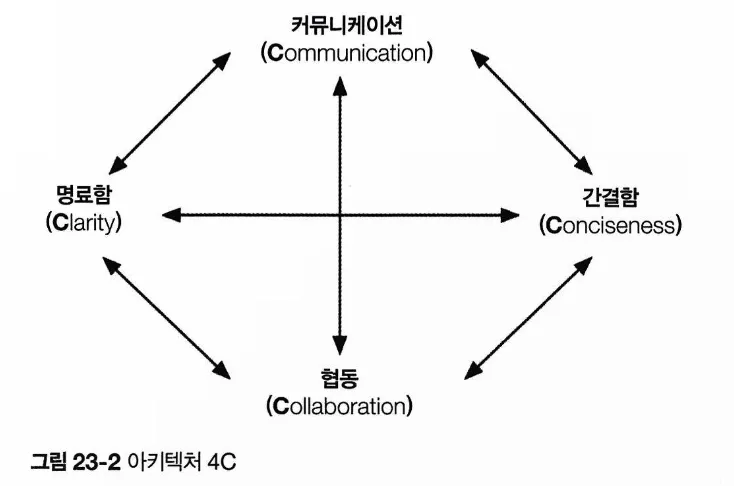 커뮤니케이션
(Communication)
명료함
(Clarity)
간결함
(Conciseness)
협동
(Collaboration)
그림 23-2 아키텍처 4C